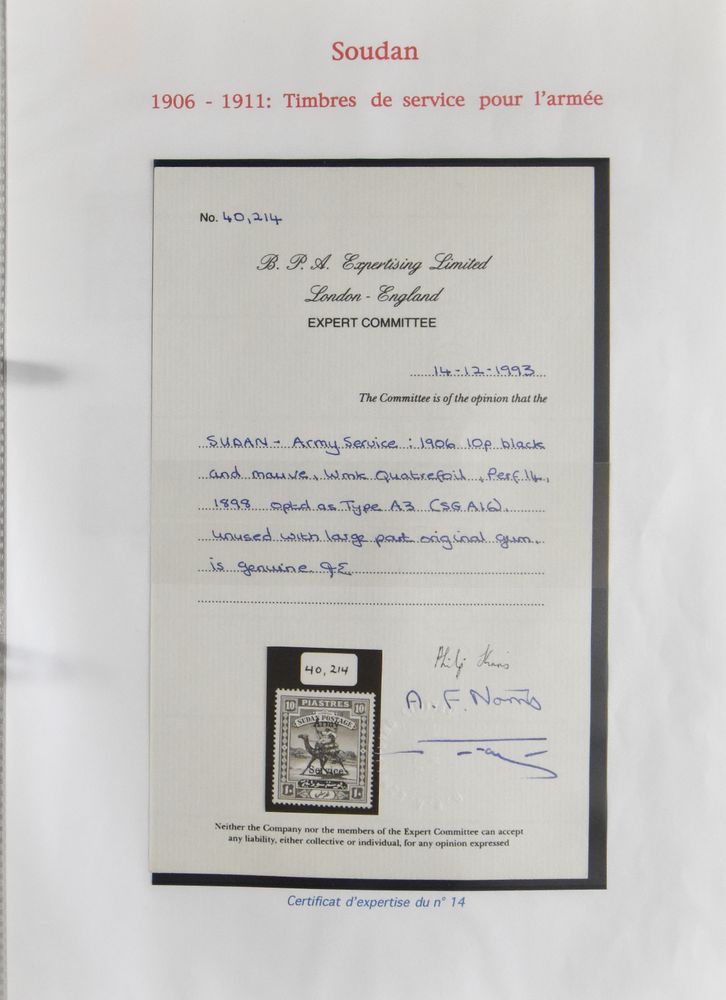 Soudan
1906 - 1911: Timbres de service pour l'armée
No. 40,214
B. P. A. Expertising Limited
London - England
EXPERT COMMITTEE
14-12-1993
The Committee is of the opinion that the
SUDAN - Army Service : 1906 10p black
and mauve, Wmk Quatrefoil, Perf. 14,
1898 optd as Type A3 (SG A16).
unused with large part original gum,
is genuine
40,214
10 PIASTRES 10
SUDAN POSTAGE
Army
Service
Neither the Company nor the members of the Expert Committee can accept
any liability, either collective or individual, for any opinion expressed
A. F. Norris
Certificat d'expertise du n° 14